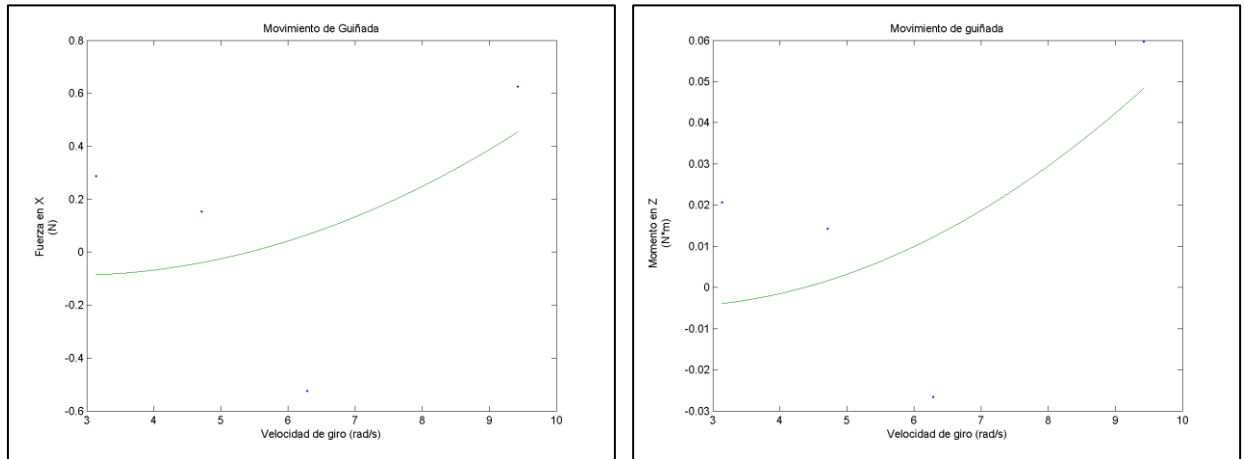 Movimiento de Guiñada
0.8
0.6
0.4
0.2
0
-0.2
-0.4
-0.6
Fuerza en X
(N)
3 4 5 6 7 8 9 10
Velocidad de giro (rad/s)
Movimiento de guiñada
0.06
0.05
0.04
0.03
0.02
0.01
0
-0.01
-0.02
-0.03
Momento en Z
(N*m)
3 4 5 6 7 8 9 10
Velocidad de giro (rad/s)